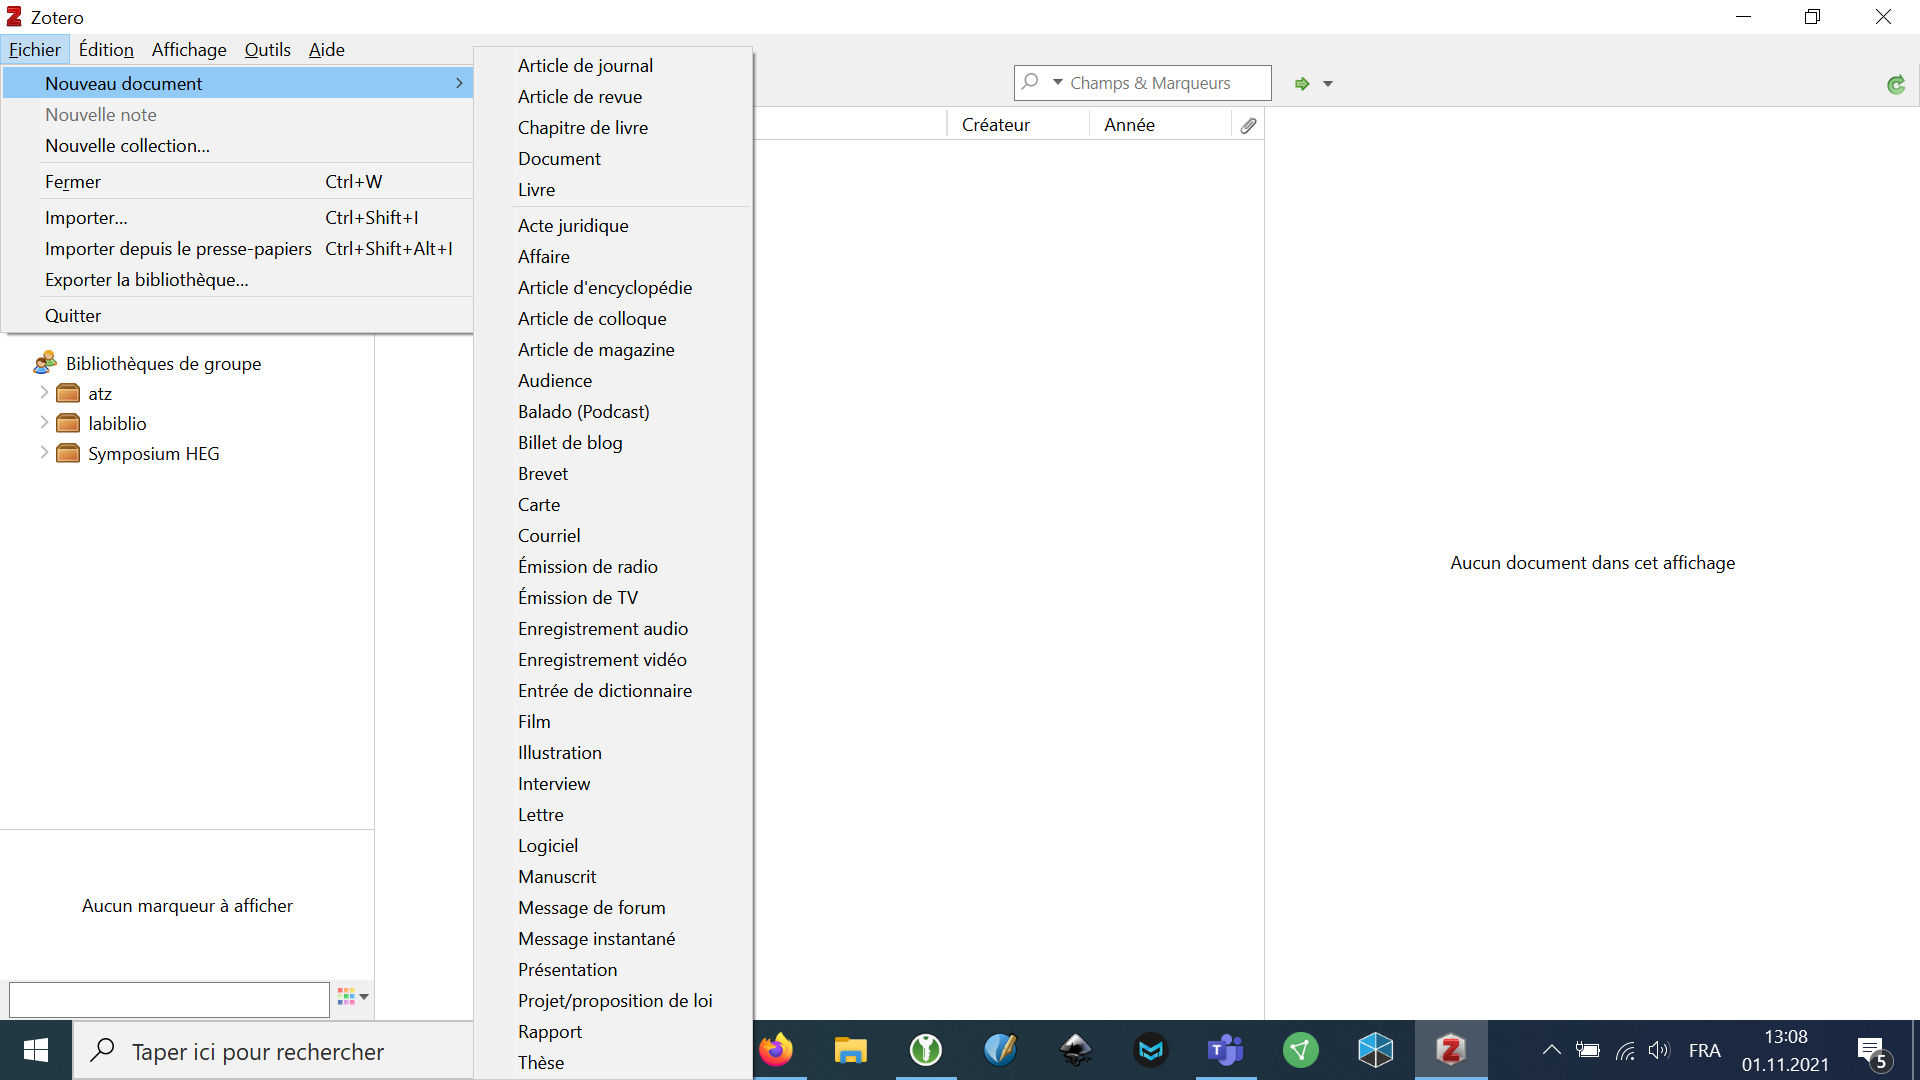 Zotero
Fichier Édition Affichage Outils Aide
Nouveau document
Nouvelle note
Nouvelle collection...
Fermer Ctrl+W
Importer... Ctrl+Shift+I
Importer depuis le presse-papiers Ctrl+Shift+Alt+I
Exporter la bibliothèque...
Quitter
Article de journal
Article de revue
Chapitre de livre
Document
Livre
Acte juridique
Affaire
Article d'encyclopédie
Article de colloque
Article de magazine
Audience
Balado (Podcast)
Billet de blog
Brevet
Carte
Courriel
Émission de radio
Émission de TV
Enregistrement audio
Enregistrement vidéo
Entrée de dictionnaire
Film
Illustration
Interview
Lettre
Logiciel
Manuscrit
Message de forum
Message instantané
Présentation
Projet/proposition de loi
Rapport
Thèse
Champs & Marqueurs
Créateur Année
Bibliothèques de groupe
atz
labiblio
Symposium HEG
Aucun document dans cet affichage
Aucun marqueur à afficher
Taper ici pour rechercher
FRA
13:08
01.11.2021
5